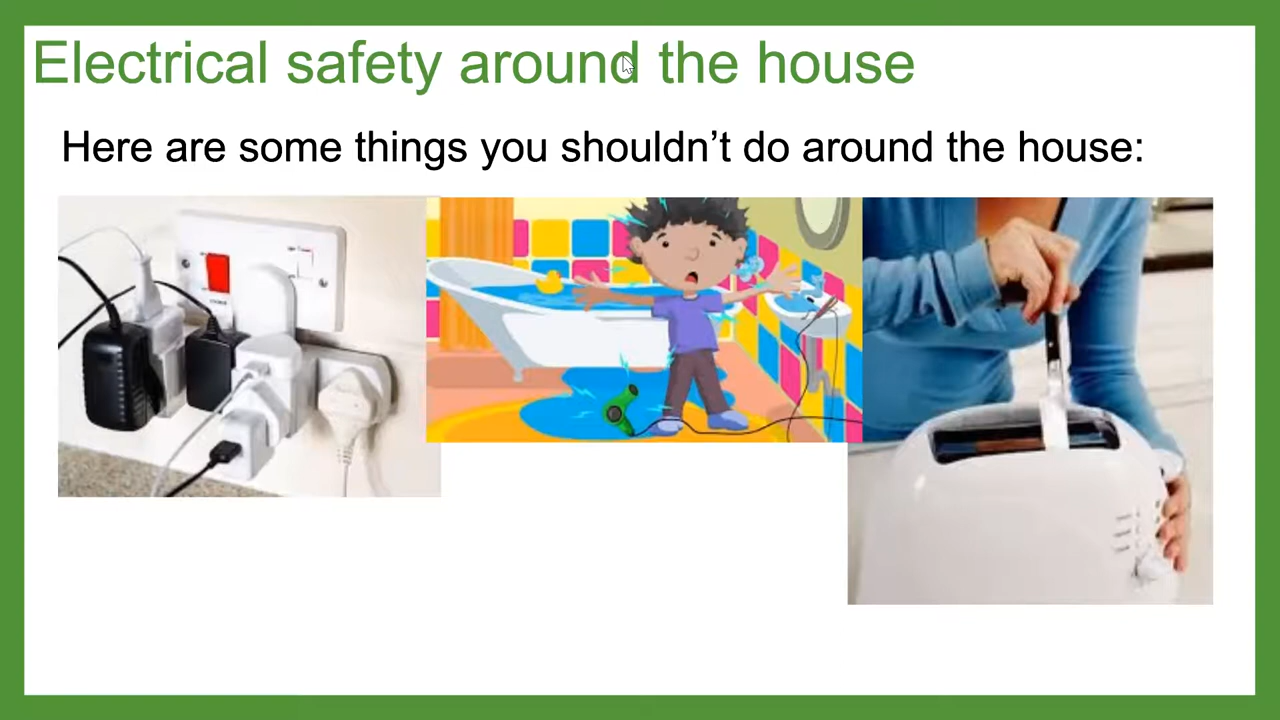 Electrical safety around the house
Here are some things you shouldn’t do around the house: